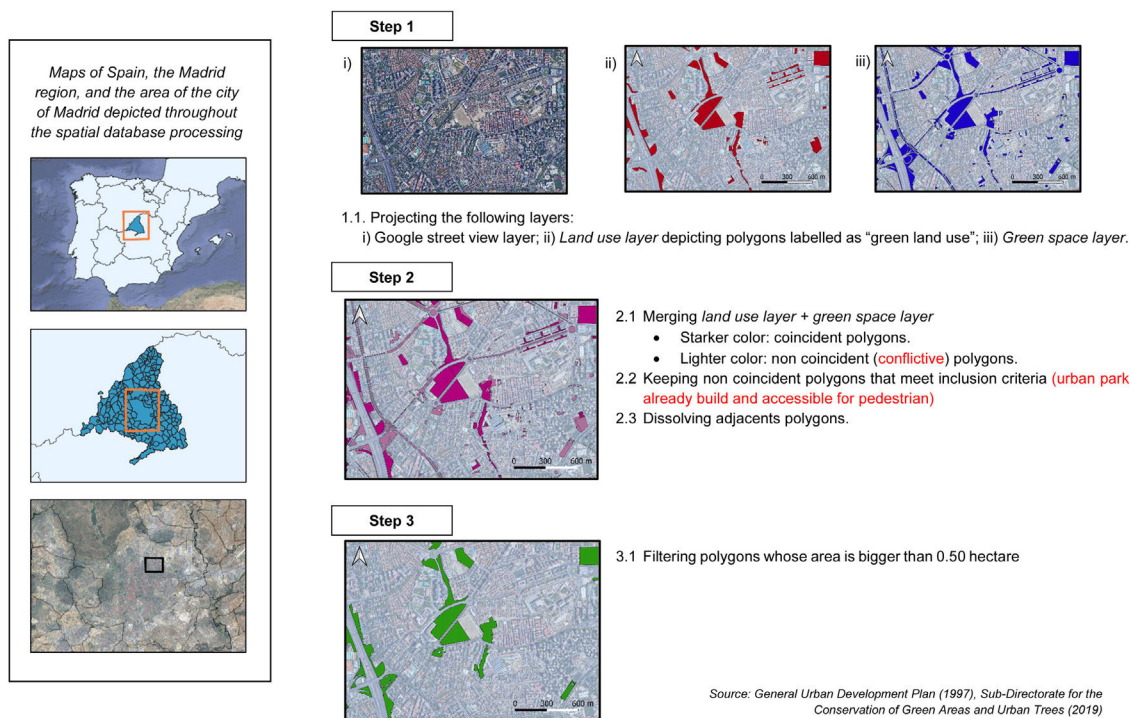 Maps of Spain, the Madrid
region, and the area of the city
of Madrid depicted throughout
the spatial database processing
Step 1
i)
ii)
iii)
0 300 600 m
0 300 600 m
1.1. Projecting the following layers:
i) Google street view layer; ii) Land use layer depicting polygons labelled as “green land use”; iii) Green space layer.
Step 2
0 300 600 m
2.1 Merging land use layer + green space layer
• Starker color: coincident polygons.
• Lighter color: non coincident (conflictive) polygons.
2.2 Keeping non coincident polygons that meet inclusion criteria (urban park
already build and accessible for pedestrian)
2.3 Dissolving adjacents polygons.
Step 3
0 300 600 m
3.1 Filtering polygons whose area is bigger than 0.50 hectare
Source: General Urban Development Plan (1997), Sub-Directorate for the
Conservation of Green Areas and Urban Trees (2019)